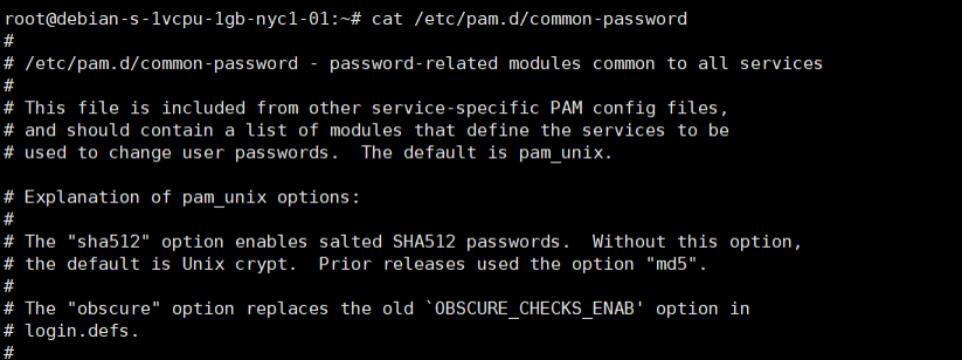 root@debian-s-1vcpu-1gb-nyc1-01:~# cat /etc/pam.d/common-password
#
# /etc/pam.d/common-password - password-related modules common to all services
#
# This file is included from other service-specific PAM config files,
# and should contain a list of modules that define the services to be
# used to change user passwords.  The default is pam_unix.

# Explanation of pam_unix options:
#
# The "sha512" option enables salted SHA512 passwords.  Without this option,
# the default is Unix crypt.  Prior releases used the option "md5".
#
# The "obscure" option replaces the old `OBSCURE_CHECKS_ENAB' option in
# login.defs.
#